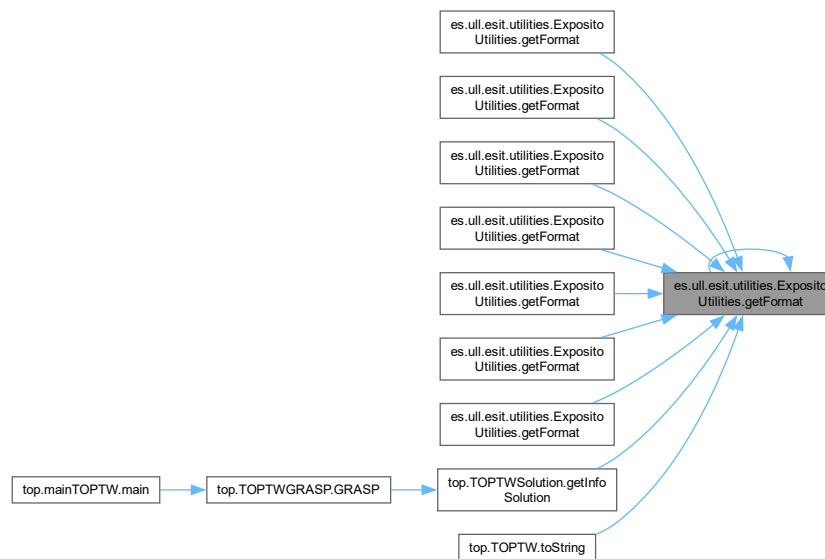 es.ull.esit.utilities.Exposito
Utilities.getFormat
es.ull.esit.utilities.Exposito
Utilities.getFormat
es.ull.esit.utilities.Exposito
Utilities.getFormat
es.ull.esit.utilities.Exposito
Utilities.getFormat
es.ull.esit.utilities.Exposito
Utilities.getFormat
es.ull.esit.utilities.Exposito
Utilities.getFormat
es.ull.esit.utilities.Exposito
Utilities.getFormat
es.ull.esit.utilities.Exposito
Utilities.getFormat
top.mainTOPTW.main
top.TOPTWGRASP.GRASP
top.TOPTWSolution.getInfo
Solution
top.TOPTW.toString